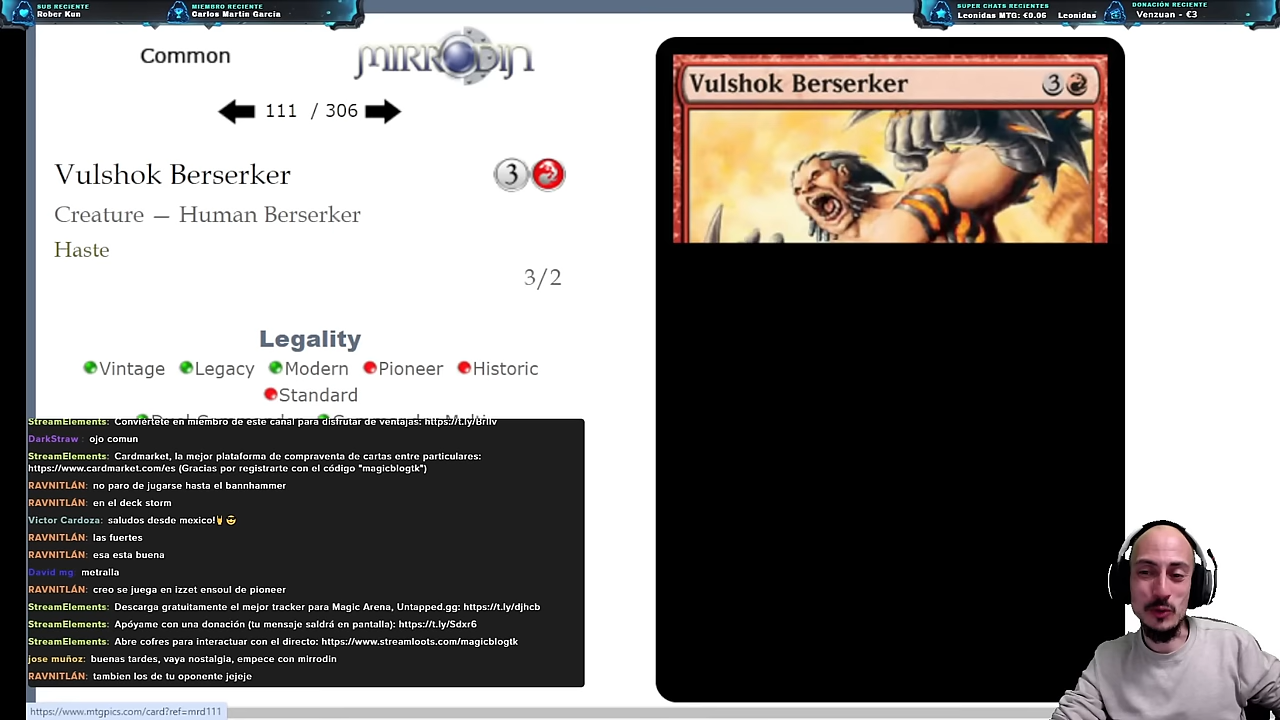 SUB RECIENTE
Rober Kun
MIEMBRO RECIENTE
Carlos Martin Garcia
SUPER CHATS RECIENTES
Leonidas MTG: €0.06 Leonidas
DONACIÓN RECIENTE
Venzuan - €3
Common
MIRRODIN
111 / 306
Vulshok Berserker
3
Creature — Human Berserker
Haste
3/2
Legality
Vintage Legacy Modern Pioneer Historic
Standard
StreamElements: Conviértete en miembro de este canal para disfrutar de ventajas:
DarkStraw : ojo comun
StreamElements: Cardmarket, la mejor plataforma de compraventa de cartas entre particulares:
https://www.cardmarket.com/es (Gracias por registrarte con el código "magicblogtk")
RAVNITLÁN: no paro de jugarse hasta el bannhammer
RAVNITLÁN: en el deck storm
Victor Cardoza: saludos desde mexico!🤘😎
RAVNITLÁN: las fuertes
RAVNITLÁN: esa esta buena
David mg: metralla
RAVNITLÁN: creo se juega en izzet ensoul de pioneer
StreamElements: Descarga gratuitamente el mejor tracker para Magic Arena, Untapped.gg: https://t.ly/djhcb
StreamElements: Apóyame con una donación (tu mensaje saldrá en pantalla): https://t.ly/Sdxr6
StreamElements: Abre cofres para interactuar con el directo: https://www.streamloots.com/magicblogtk
jose muñoz: buenas tardes, vaya nostalgia, empece con mirrodin
RAVNITLÁN: tambien los de tu oponente jejeje
https://www.mtgpics.com/card?ref=mrd111
Vulshok Berserker 3